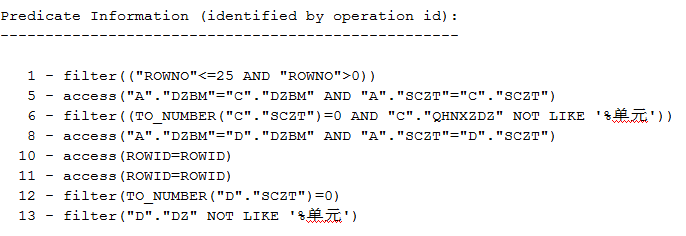 Predicate Information (identified by operation id):
---------------------------------------------------
1 - filter(("ROWNO"<=25 AND "ROWNO">0))
5 - access("A"."DZBM"="C"."DZBM" AND "A"."SCZT"="C"."SCZT")
6 - filter((TO_NUMBER("C"."SCZT")=0 AND "C"."QHNXZDZ" NOT LIKE '%单元'))
8 - access("A"."DZBM"="D"."DZBM" AND "A"."SCZT"="D"."SCZT")
10 - access(ROWID=ROWID)
11 - access(ROWID=ROWID)
12 - filter(TO_NUMBER("D"."SCZT")=0)
13 - filter("D"."DZ" NOT LIKE '%单元')